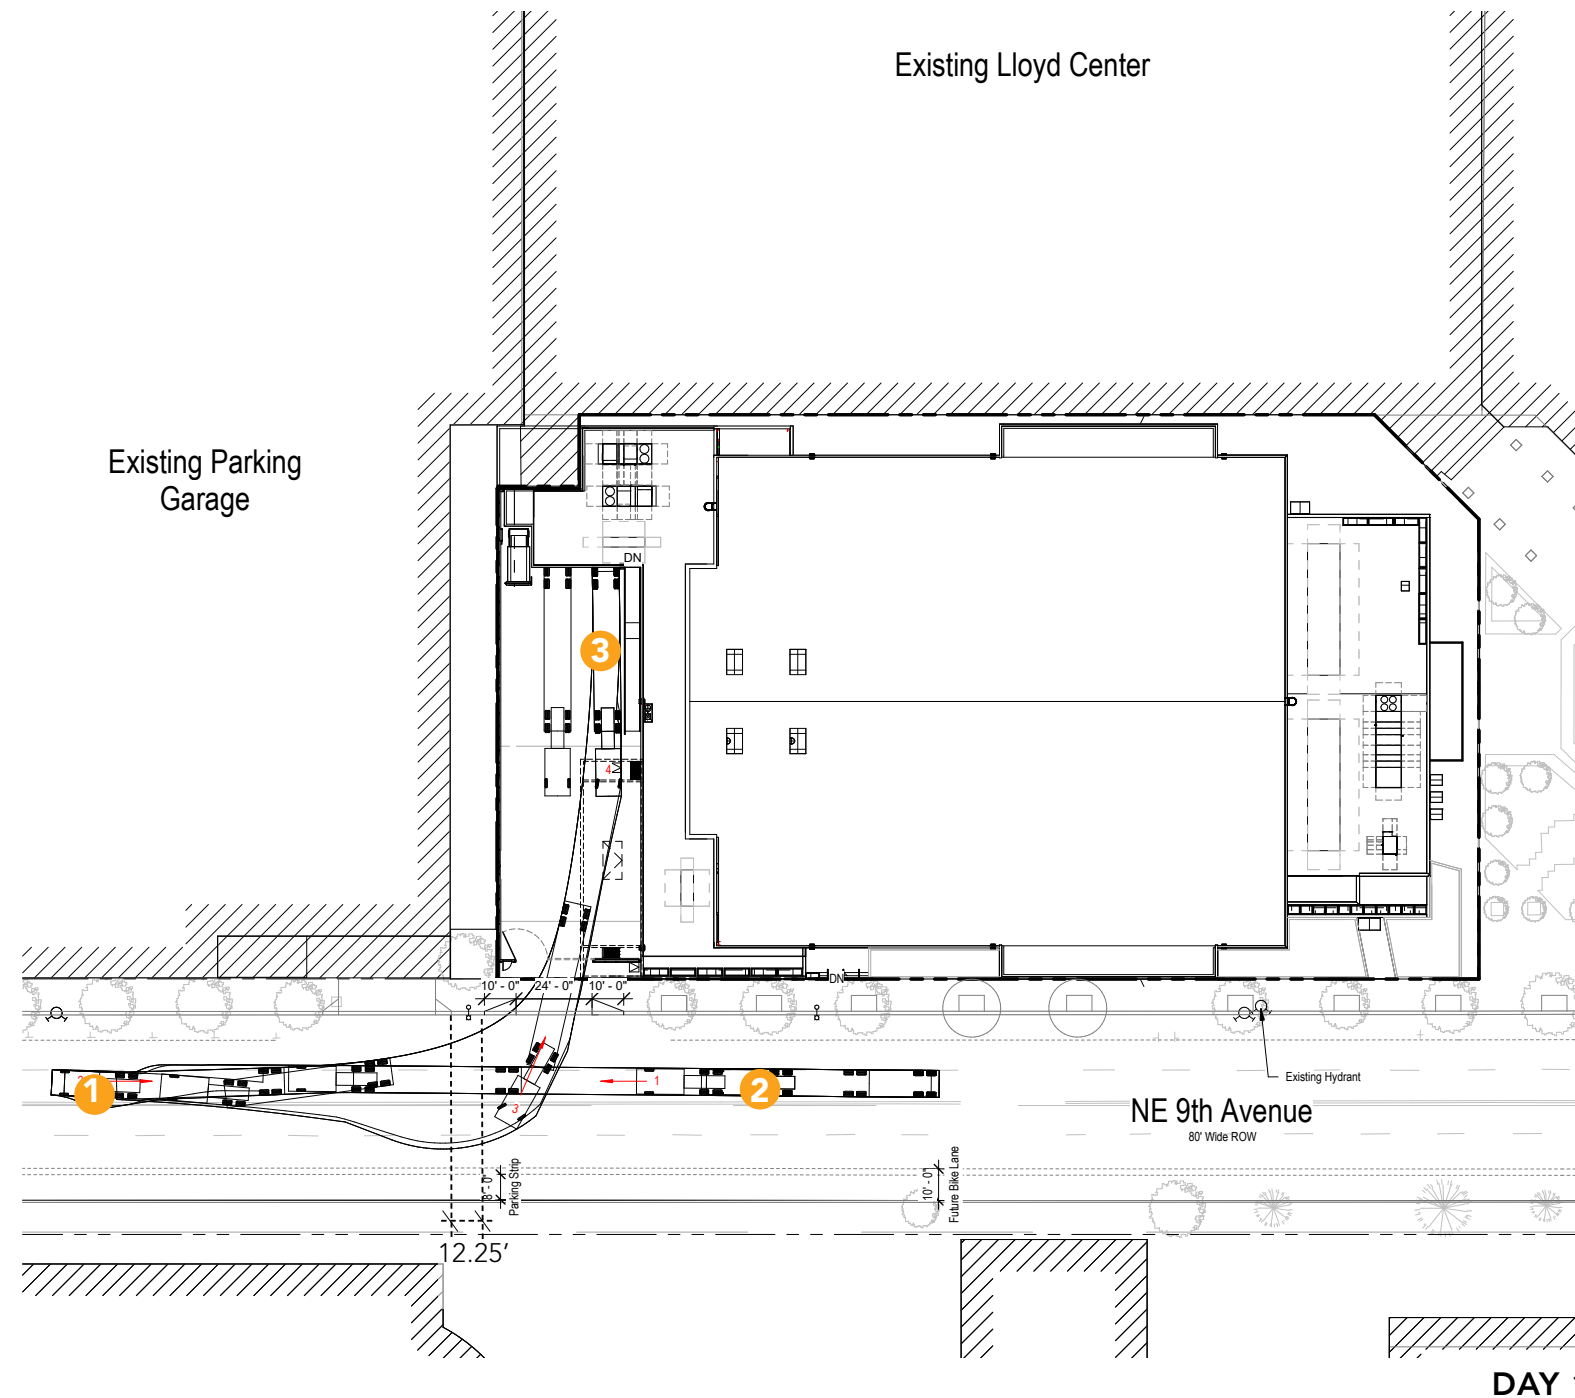 Existing Lloyd Center
Existing Parking
Garage
DN
3
4
M
M
DN
10' - 0"
24' - 0"
10' - 0"
1
2
1
3
Existing Hydrant
NE 9th Avenue
80' Wide ROW
8' - 0"
Parking Strip
10' - 0"
Future Bike Lane
12.25'
DAY